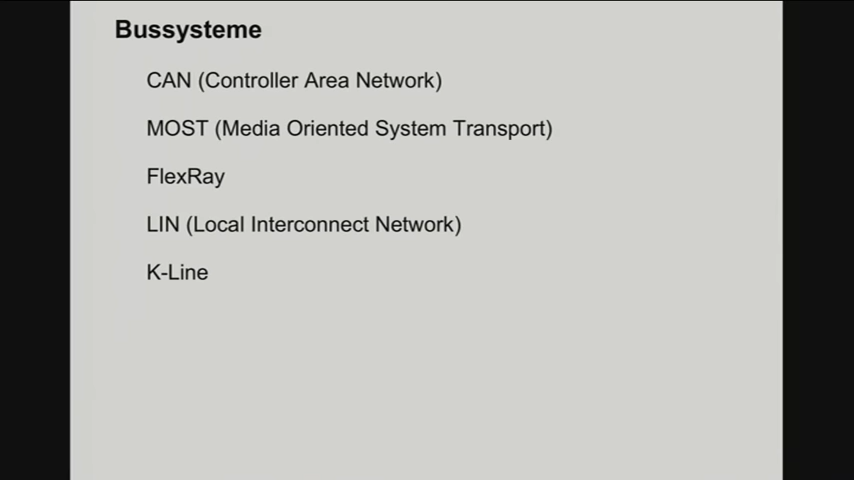 Bussysteme
CAN (Controller Area Network)
MOST (Media Oriented System Transport)
FlexRay
LIN (Local Interconnect Network)
K-Line